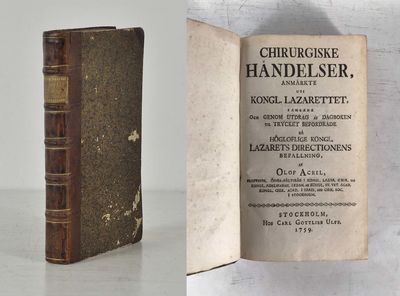 CHIRURGISKE
HÄNDELSER,
ANMÄRKTE
UTI
KONGL. LAZARETTET,
SAMLADE
OCH GENOM UTDRAG AF DAGBOKEN
TIL TRYCKET BEFORDRADE
PÅ
HÖGLOFLIGE KONGL.
LAZARETS DIRECTIONENS
BEFALLNING,
AF
OLOF ACREL,
STOCKHOLM,
HOS CARL GOTTLIEB ULFF.
1759.